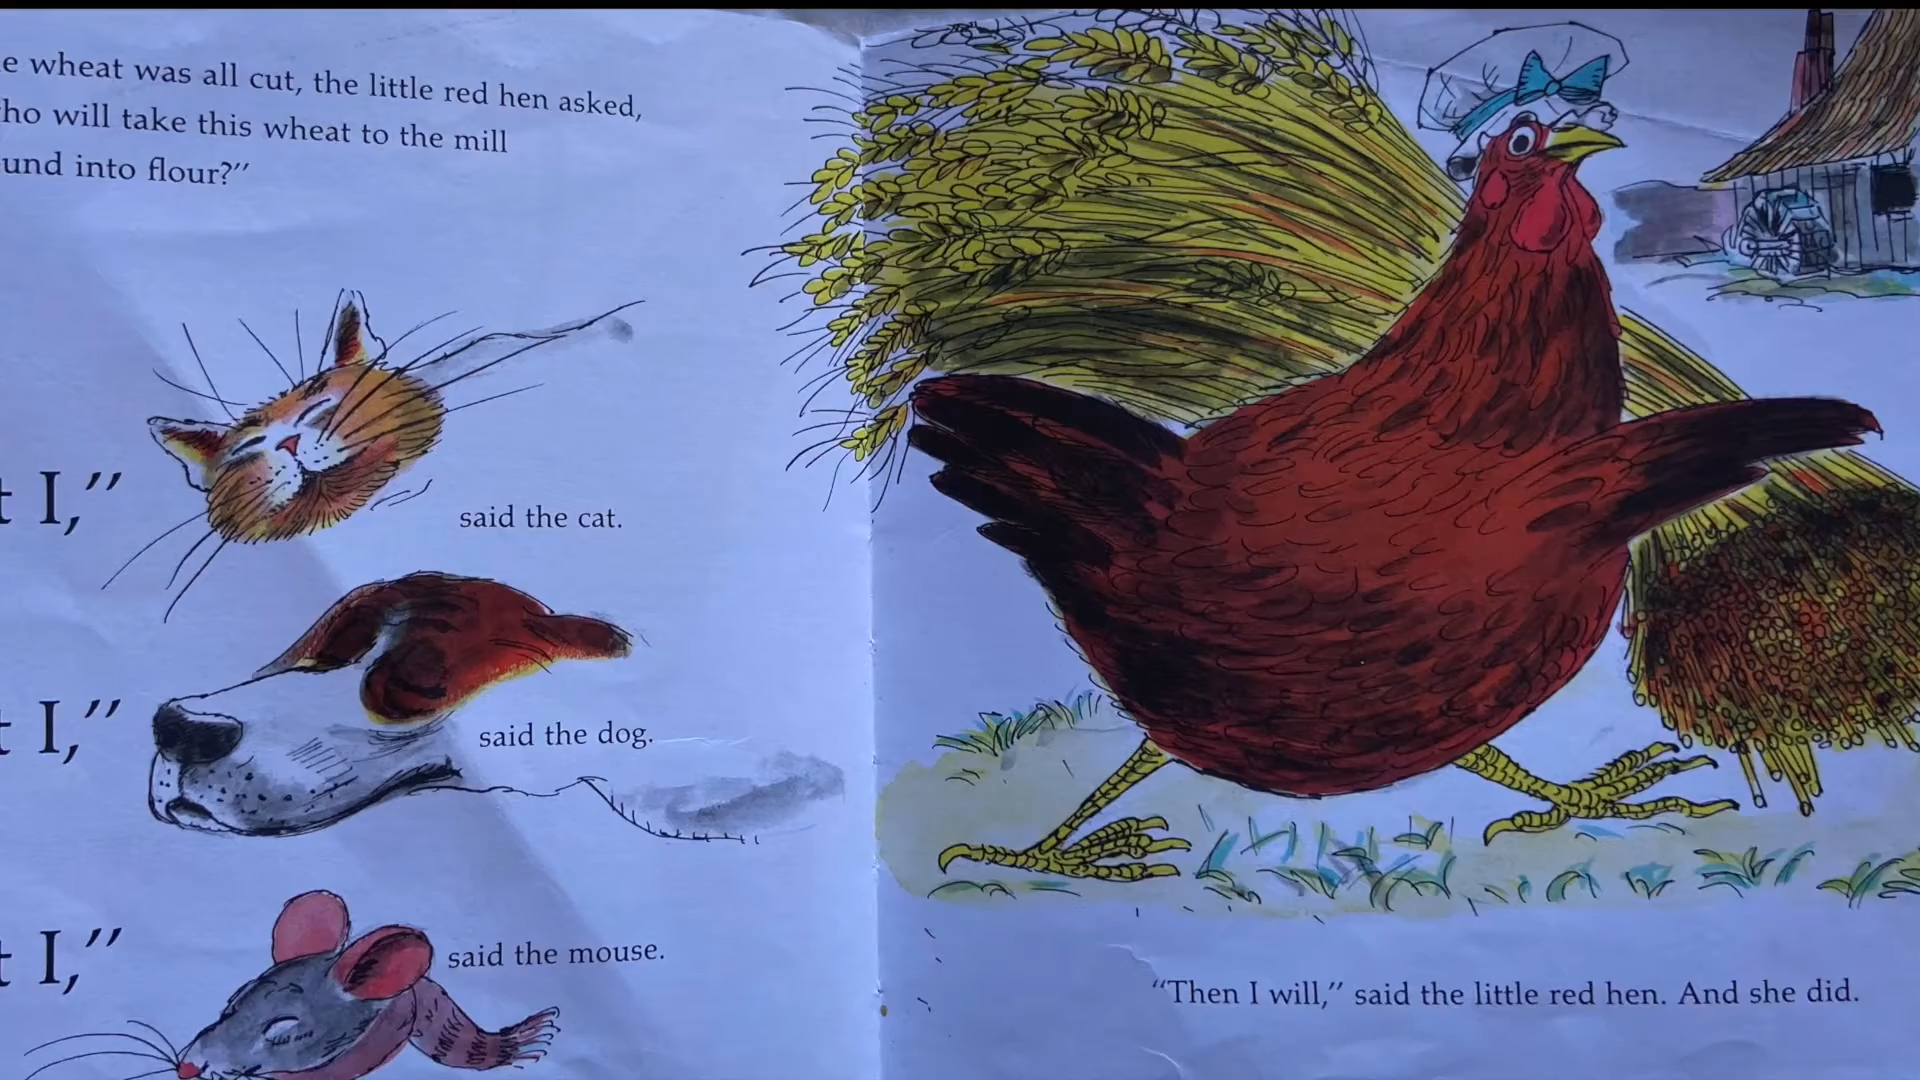 e wheat was all cut, the little red hen asked,
ho will take this wheat to the mill
und into flour?”
t I,” said the cat.
t I,” said the dog.
t I,” said the mouse.
“Then I will,” said the little red hen. And she did.